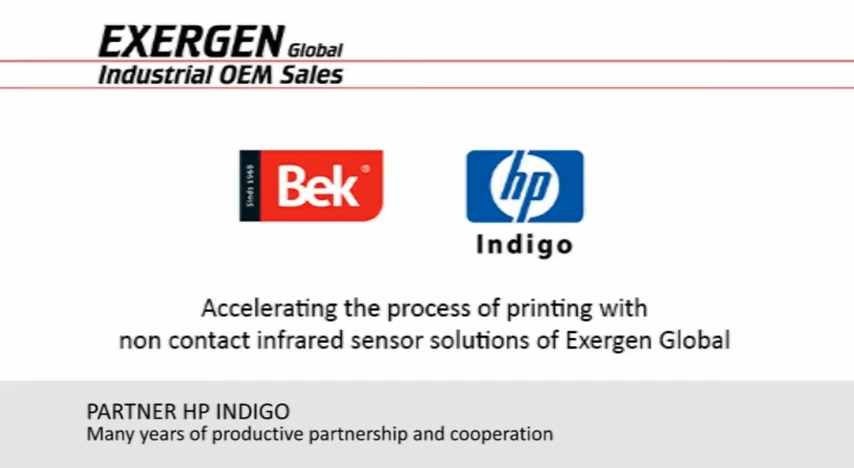 EXERGEN Global
Industrial OEM Sales
Sinds 1965
Bek®
hp
Indigo
Accelerating the process of printing with
non contact infrared sensor solutions of Exergen Global
PARTNER HP INDIGO
Many years of productive partnership and cooperation